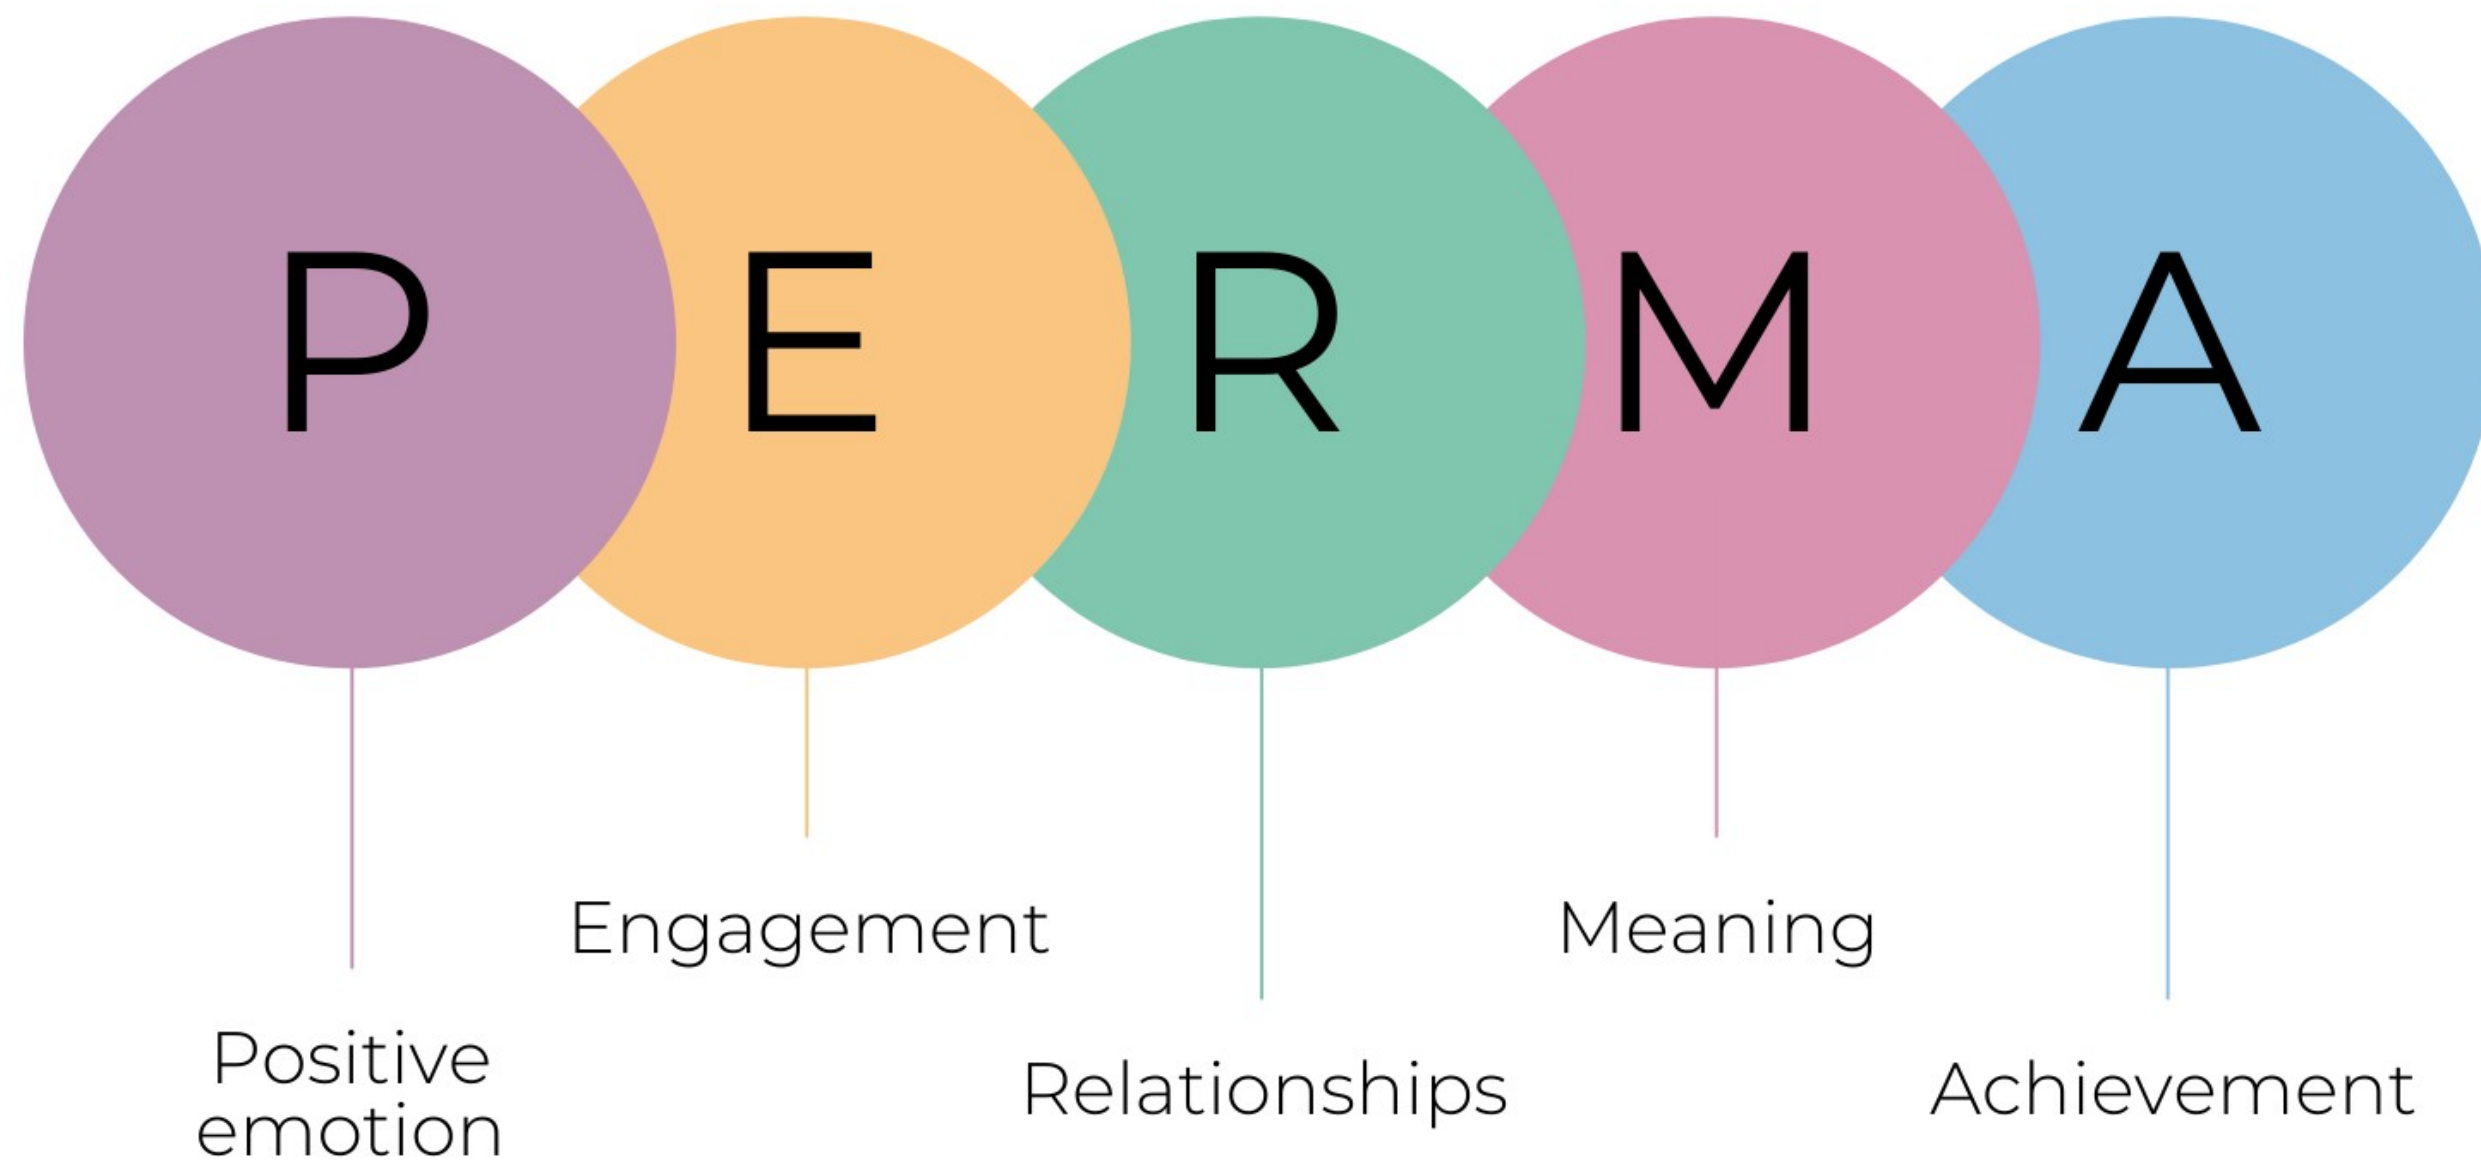 P E R M A
Engagement
Meaning
Positive
emotion
Relationships
Achievement